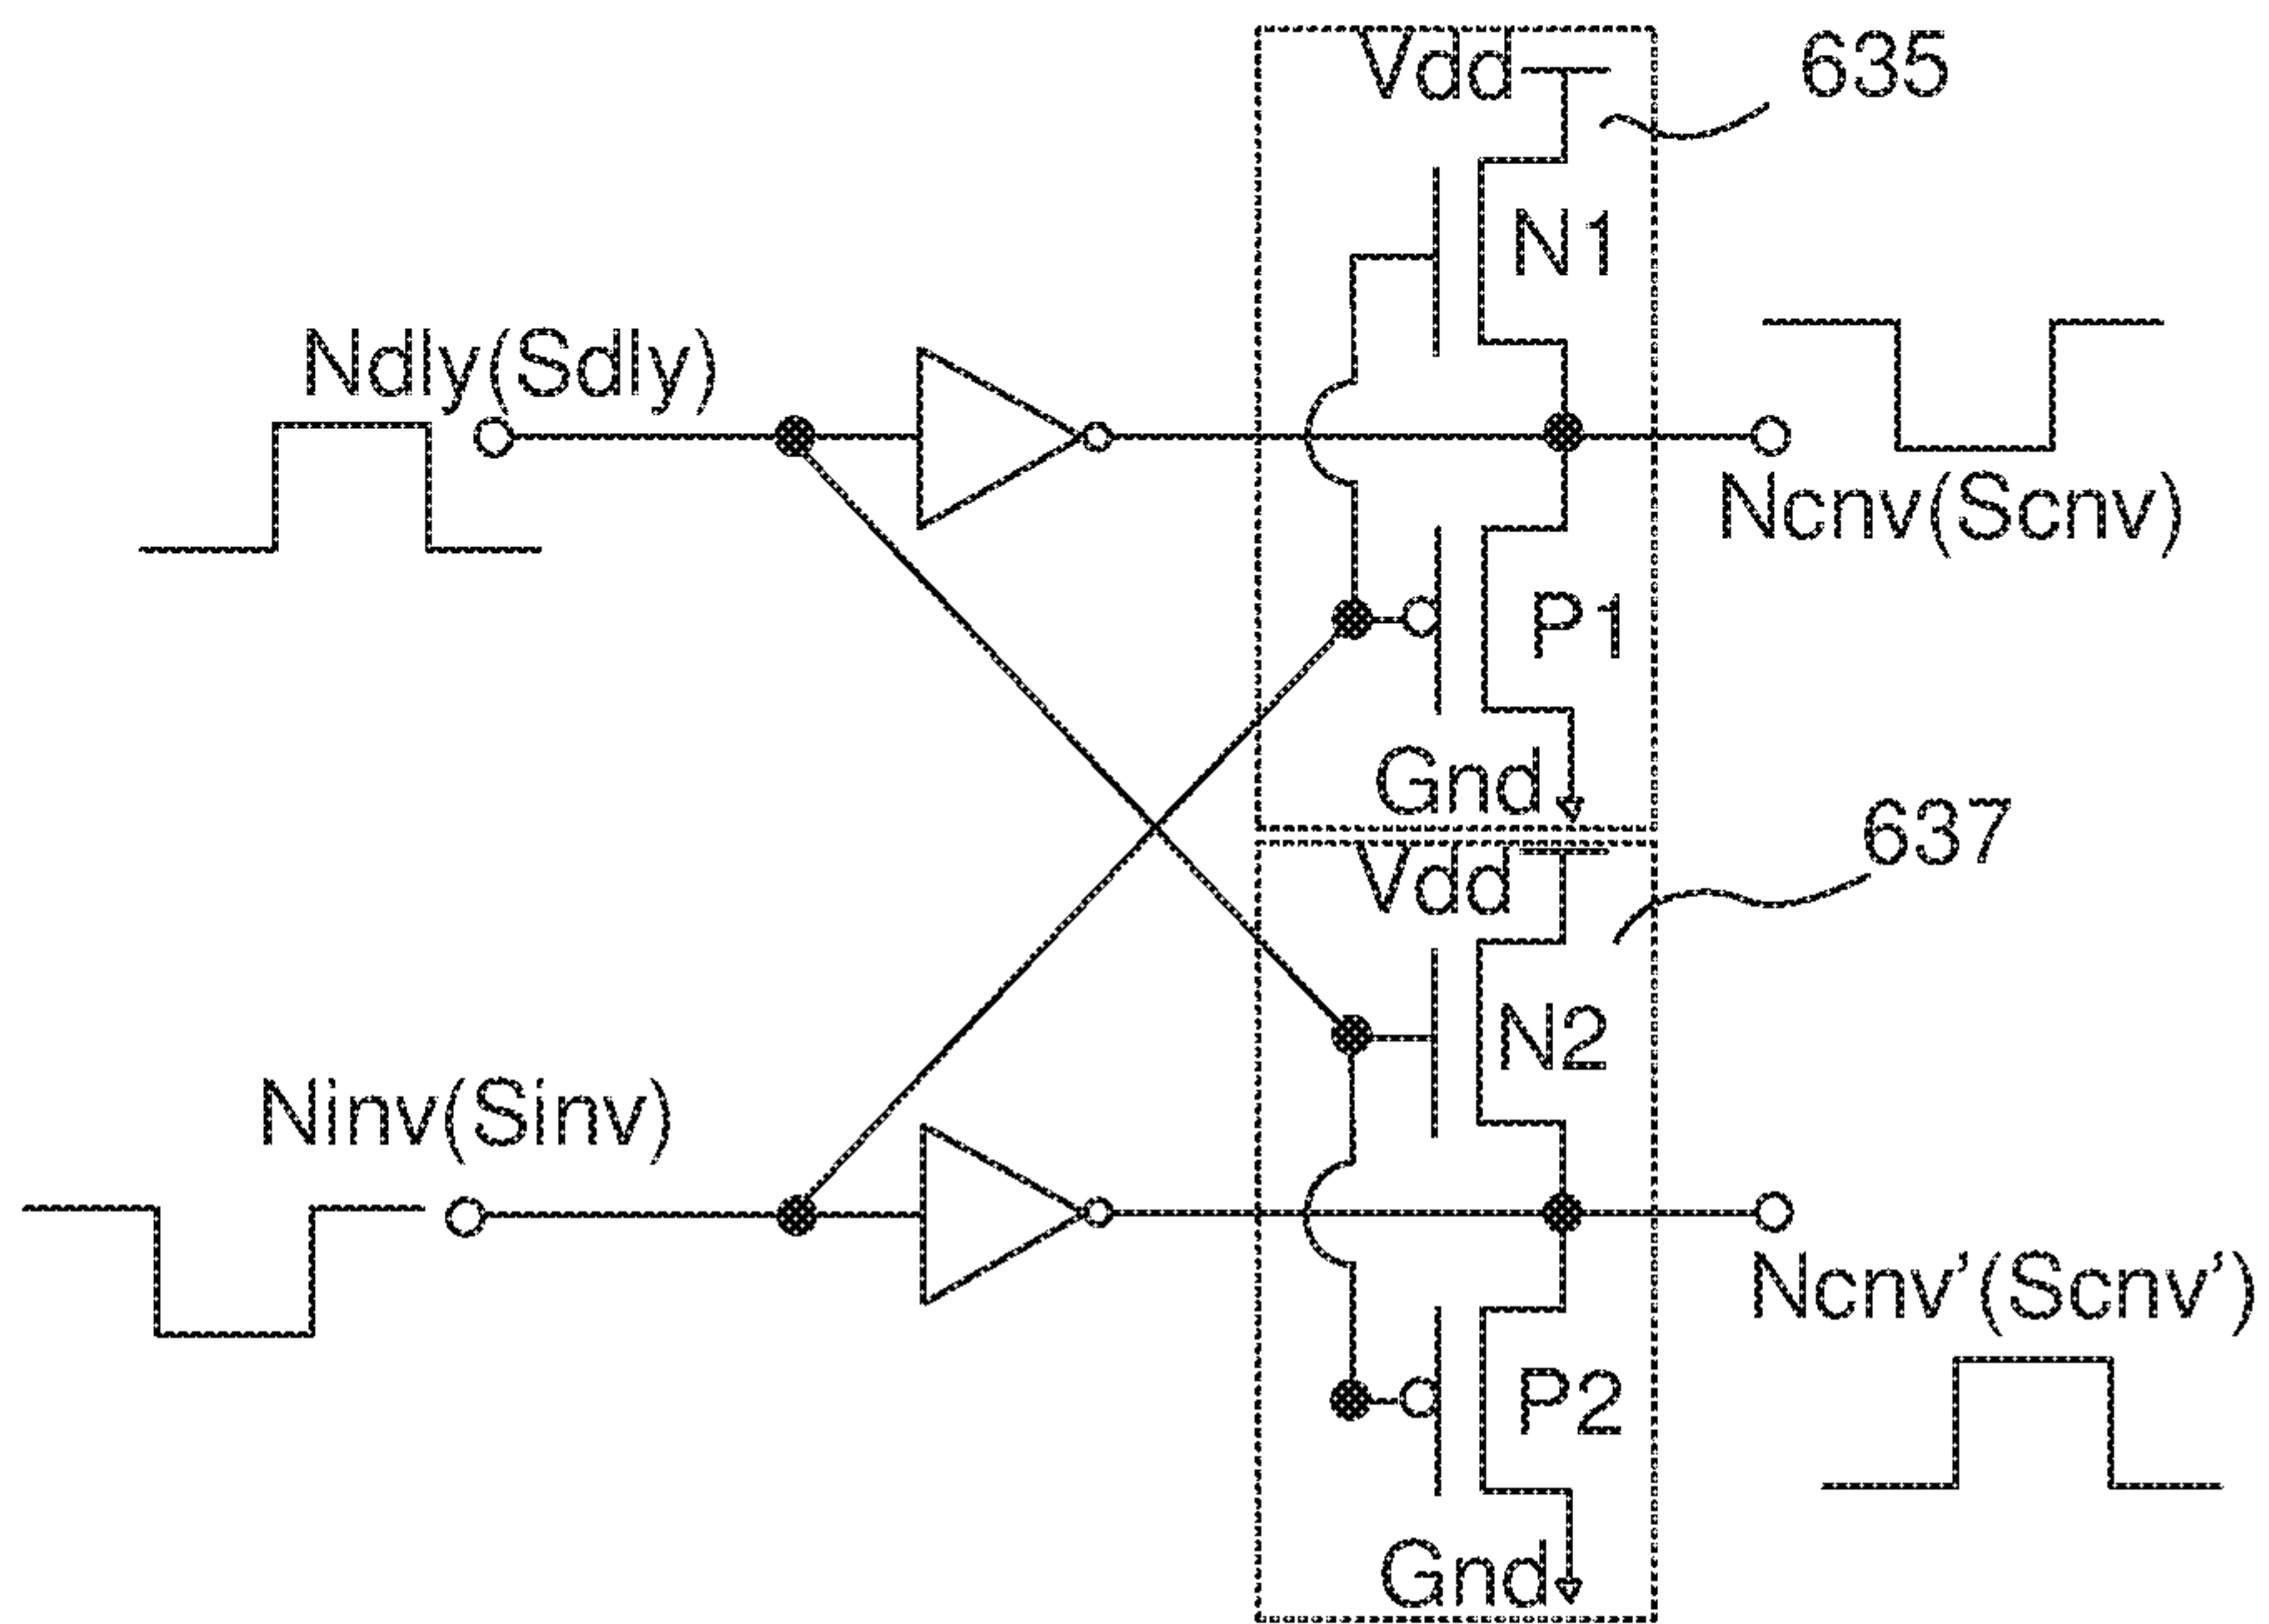 Vdd
635
N1
Ndly(Sdly)
Ncnv(Scnv)
P1
Gnd
637
Vdd
N2
Ninv(Sinv)
Ncnv’(Scnv’)
P2
Gnd